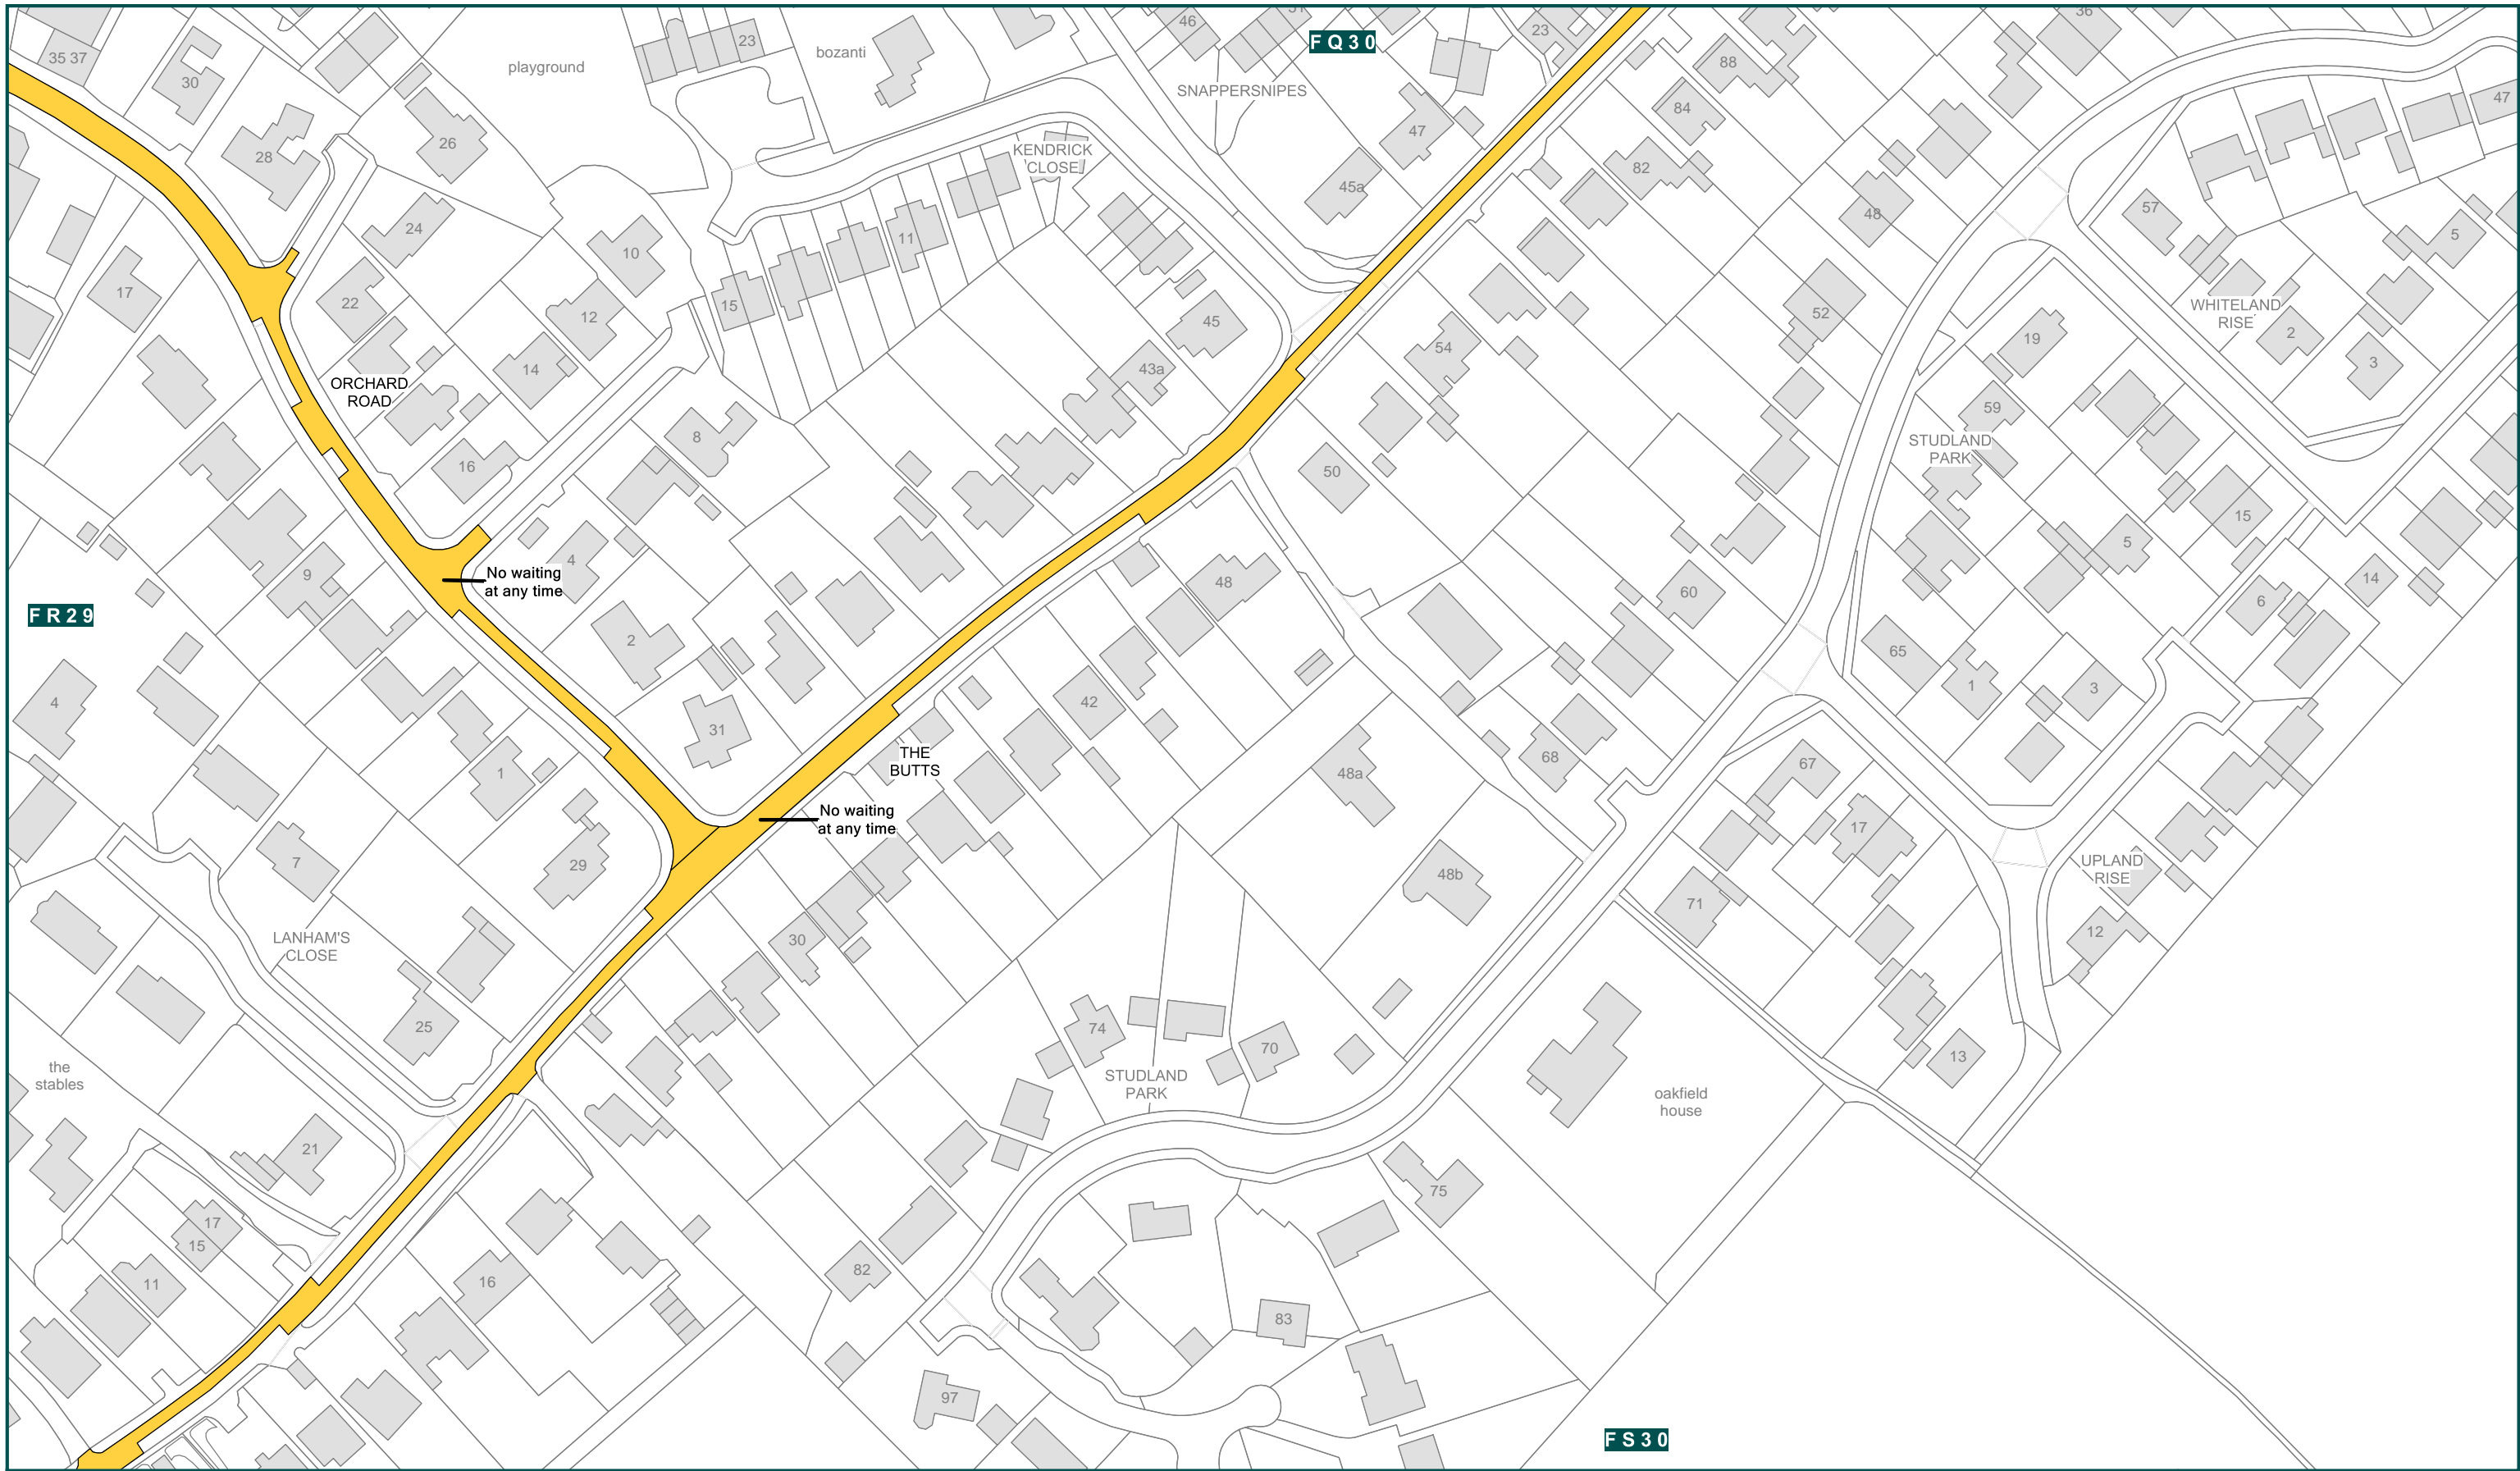 35 37
30
28
26
playground
23
bozanti
46
51
SNAPPERSNIPES
FQ30
47
45a
23
88
84
82
36
48
47
57
5
WHITELAND
RISE
2
3
KENDRICK
CLOSE
24
22
10
12
14
15
11
17
ORCHARD
ROAD
16
8
45
43a
54
52
50
19
59
STUDLAND
PARK
15
5
14
6
No waiting
at any time
4
9
FR29
2
48
60
65
1
3
4
31
42
THE
BUTTS
1
68
67
48a
No waiting
at any time
17
7
29
48b
UPLAND
RISE
71
12
30
LANHAM'S
CLOSE
25
74
70
13
STUDLAND
PARK
oakfield
house
the
stables
21
75
17
15
11
16
82
83
97
FS30